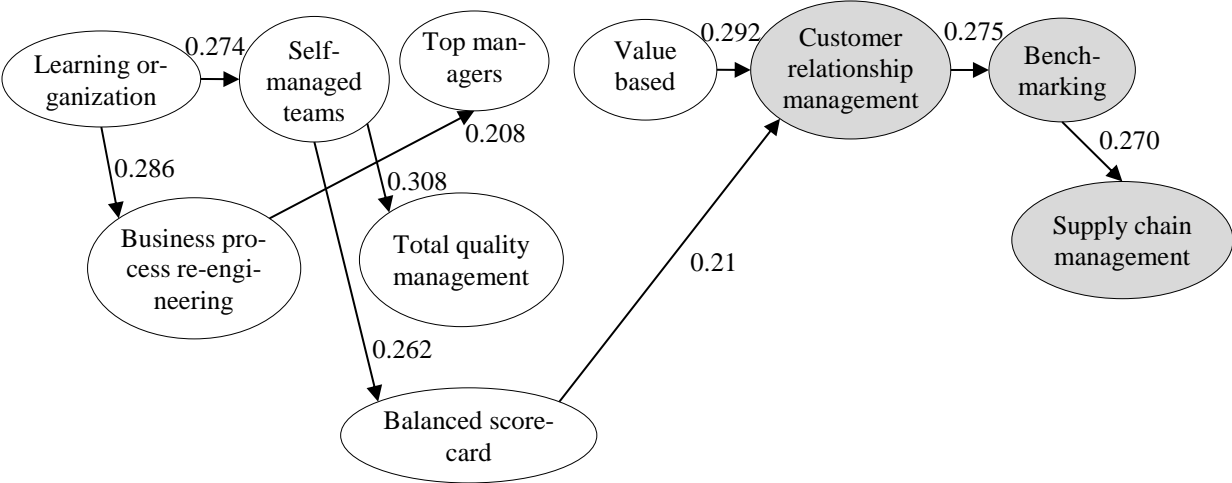 Learning or-
ganization
0.274
Self-
managed
teams
Top man-
agers
0.208
0.286
Business pro-
cess re-engi-
neering
0.308
Total quality
management
0.262
Balanced score-
card
0.21
Value
based
0.292
Customer
relationship
management
0.275
Bench-
marking
0.270
Supply chain
management